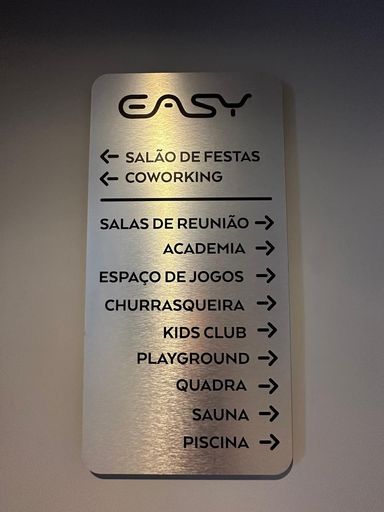 EASY
← SALÃO DE FESTAS
← COWORKING
SALAS DE REUNIÃO →
ACADEMIA →
ESPAÇO DE JOGOS →
CHURRASQUEIRA →
KIDS CLUB →
PLAYGROUND →
QUADRA →
SAUNA →
PISCINA →